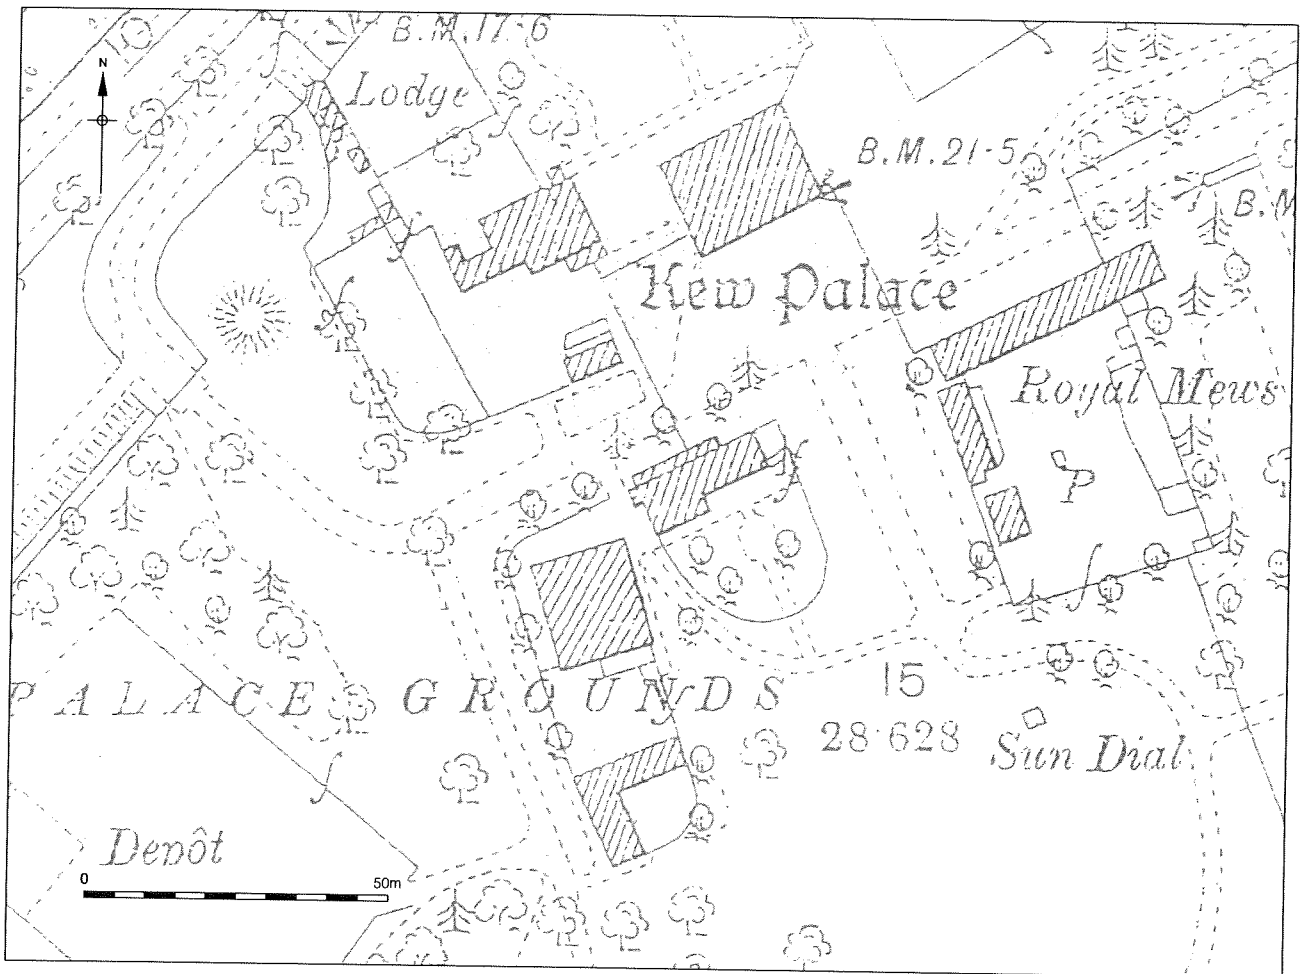 B.M.17·6
N
Lodge
B.M.21·5
B.M
Kew Palace
Royal Mews
P
PALACE GROUNDS
15
28·628
Sun Dial
Depôt
0 50m